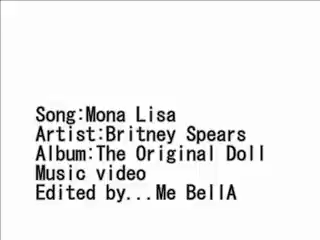 Song:Mona Lisa
Artist:Britney Spears
Album:The Original Doll
Music video
Edited by...Me BellA